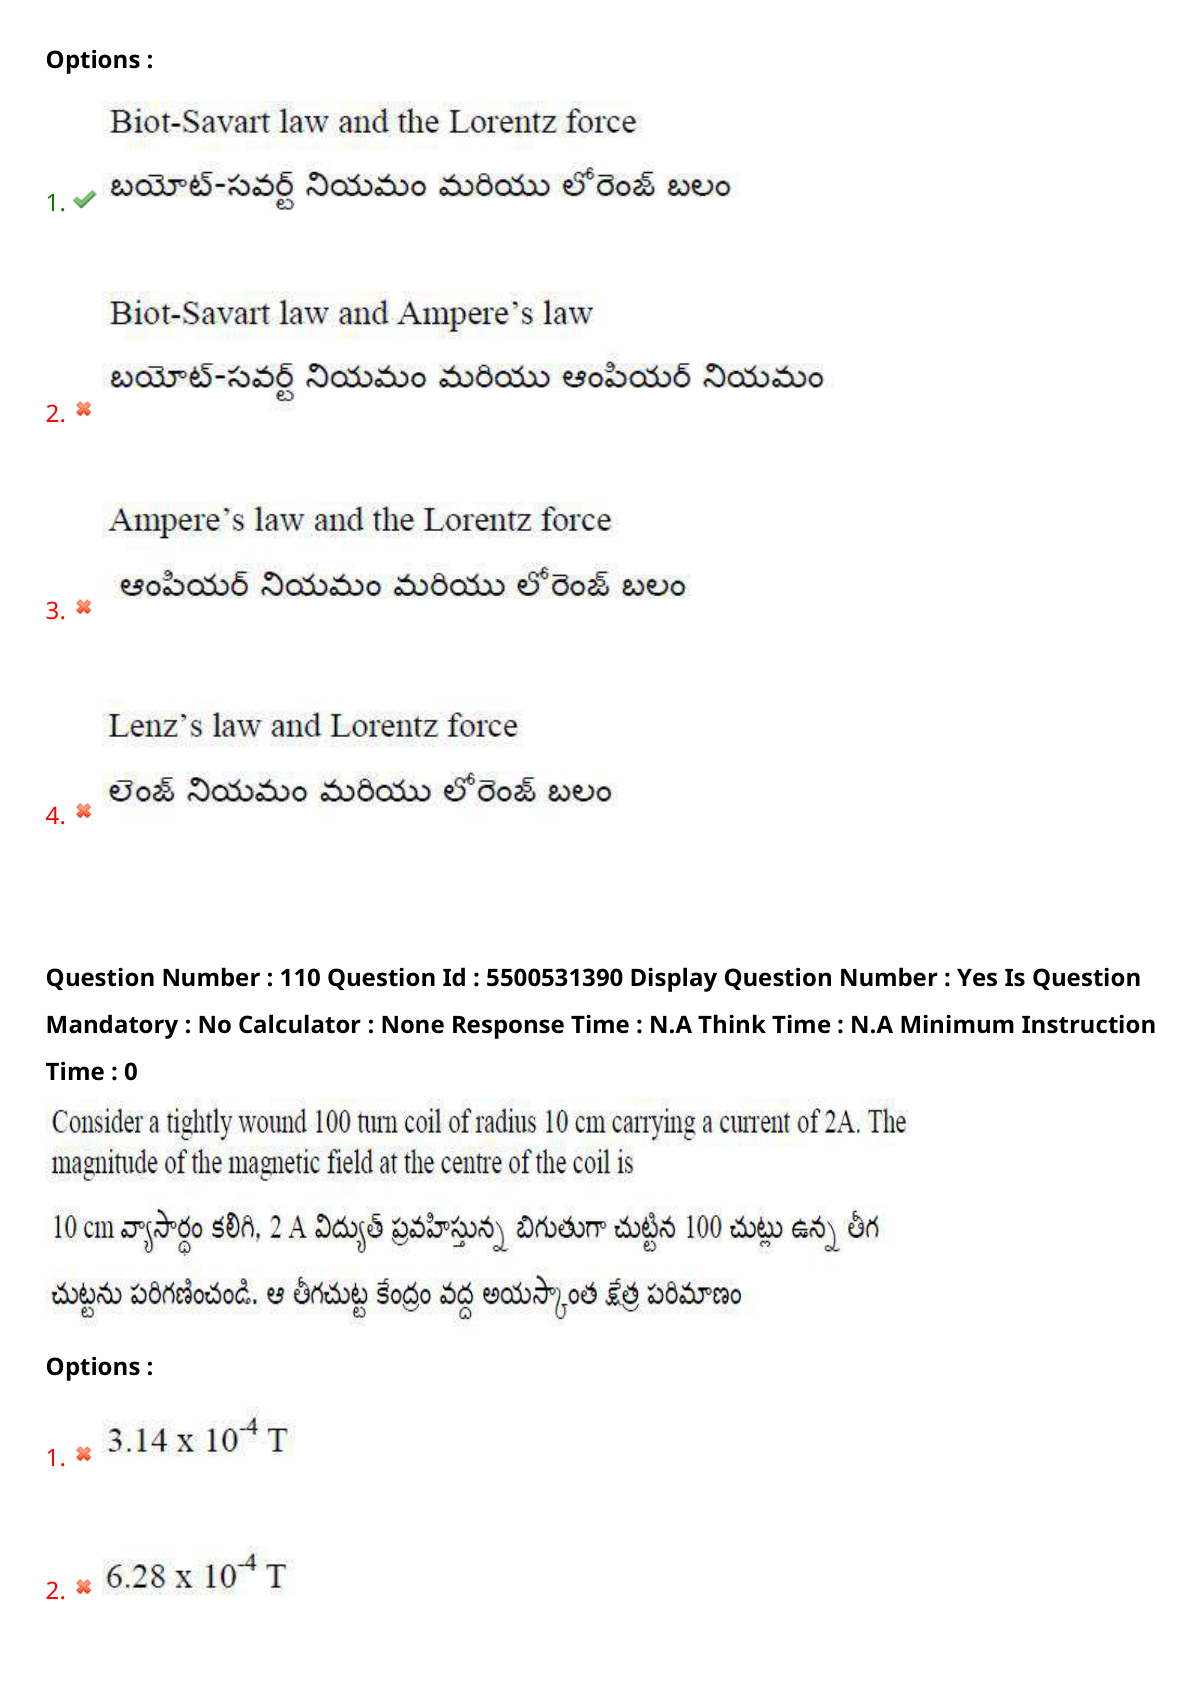 Options :
Biot-Savart law and the Lorentz force
1. బయోట్-సవర్ట్ నియమం మరియు లోరెంజ్ బలం
Biot-Savart law and Ampere’s law
బయోట్-సవర్ట్ నియమం మరియు ఆంపియర్ నియమం
2.
Ampere’s law and the Lorentz force
ఆంపియర్ నియమం మరియు లోరెంజ్ బలం
3.
Lenz’s law and Lorentz force
లెంజ్ నియమం మరియు లోరెంజ్ బలం
4.
Question Number : 110 Question Id : 5500531390 Display Question Number : Yes Is Question
Mandatory : No Calculator : None Response Time : N.A Think Time : N.A Minimum Instruction
Time : 0
Consider a tightly wound 100 turn coil of radius 10 cm carrying a current of 2A. The
magnitude of the magnetic field at the centre of the coil is
10 cm వ్యాసార్థం కలిగి, 2 A విద్యుత్ ప్రవహిస్తున్న బిగుతుగా చుట్టిన 100 చుట్లు ఉన్న తీగ
చుట్టను పరిగణించండి. ఆ తీగచుట్ట కేంద్రం వద్ద అయస్కాంత క్షేత్ర పరిమాణం
Options :
1. 3.14 x 10⁻⁴ T
2. 6.28 x 10⁻⁴ T